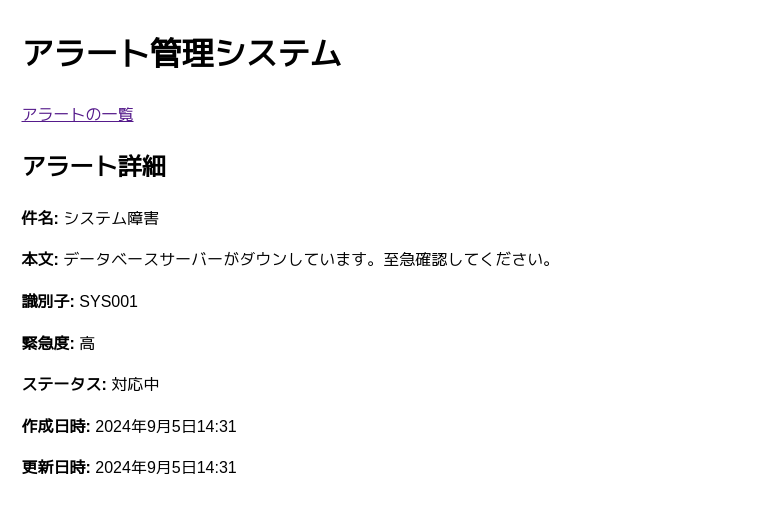 アラート管理システム
アラートの一覧
アラート詳細
件名: システム障害
本文: データベースサーバーがダウンしています。至急確認してください。
識別子: SYS001
緊急度: 高
ステータス: 対応中
作成日時: 2024年9月5日14:31
更新日時: 2024年9月5日14:31